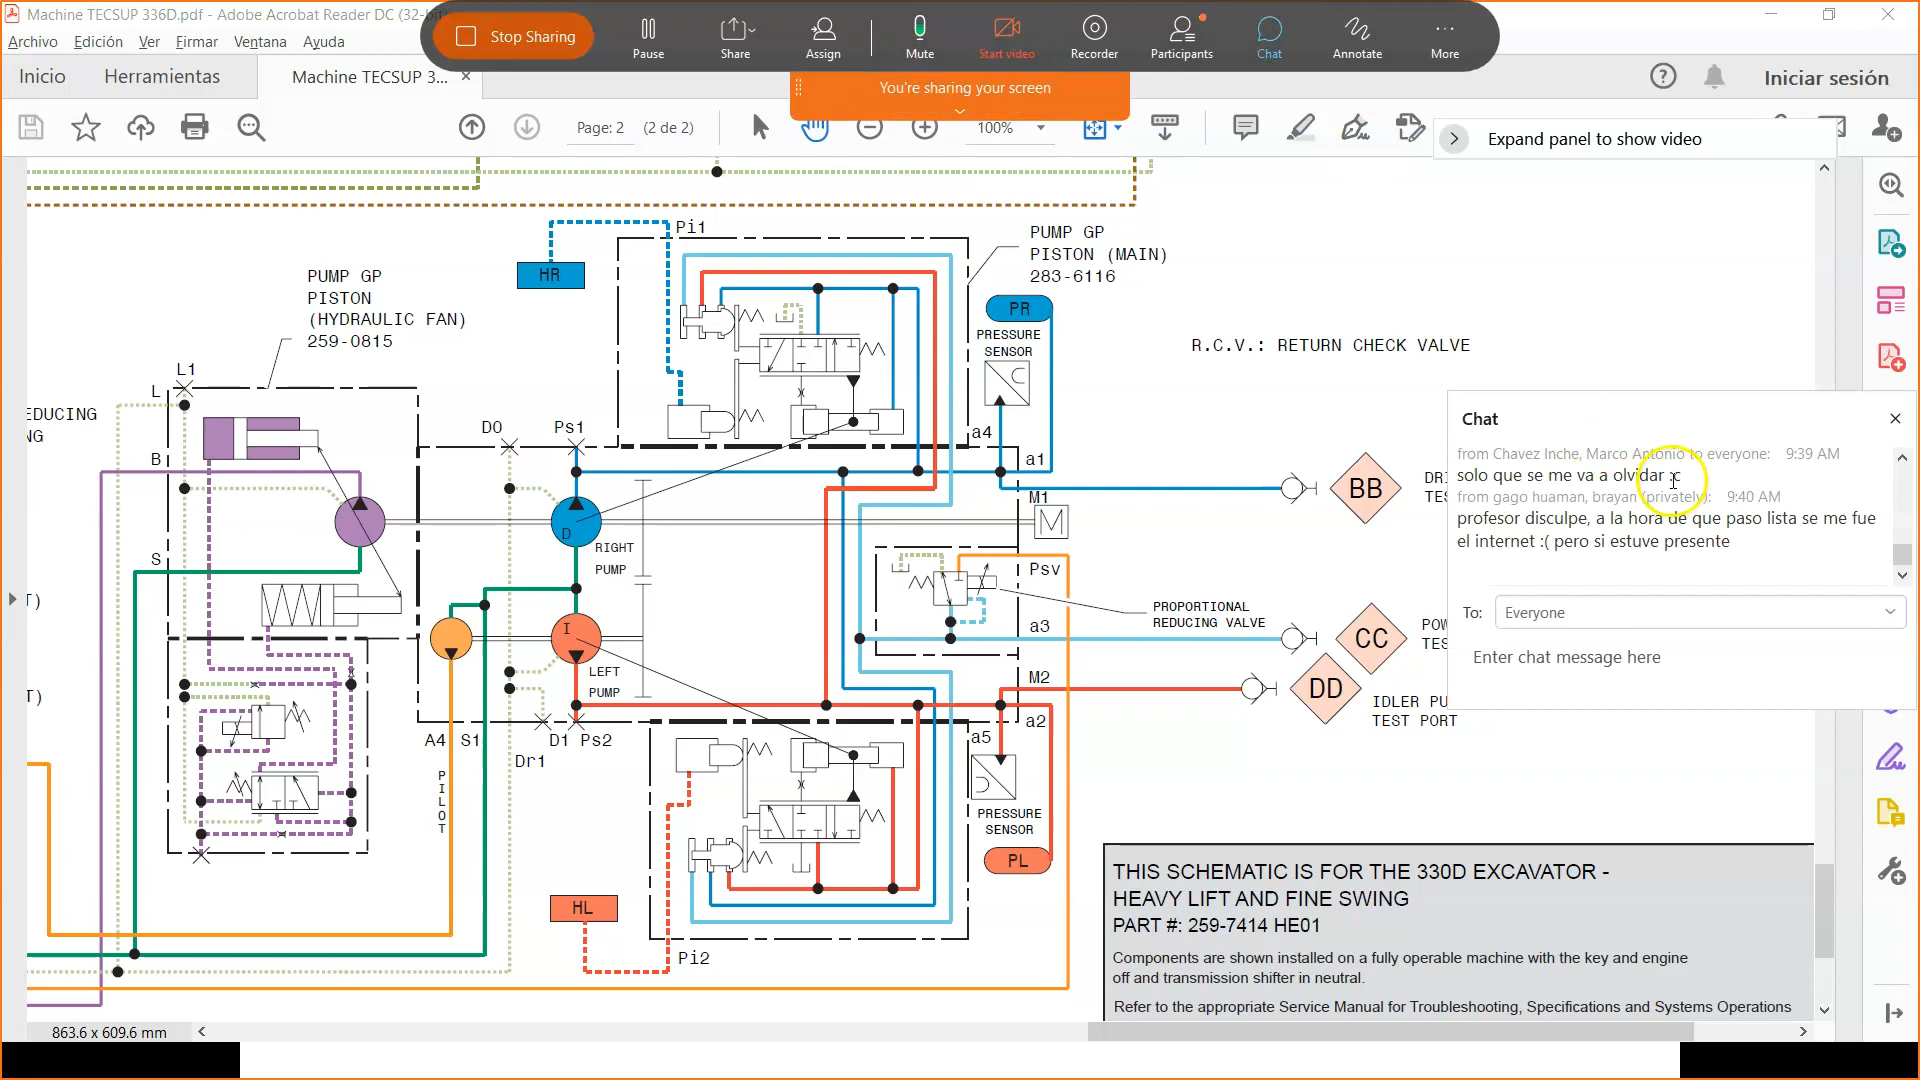 Machine TECSUP 336D.pdf - Adobe Acrobat Reader DC (32-bit)
Archivo Edición Ver Firmar Ventana Ayuda
Stop Sharing
Pause
Share
Assign
Mute
Start video
Recorder
Participants
Chat
Annotate
More
You're sharing your screen
Inicio
Herramientas
Machine TECSUP 3...
Iniciar sesión
Page: 2 (2 de 2)
100%
Expand panel to show video
Pi1
PUMP GP
PISTON (MAIN)
283-6116
HR
PUMP GP
PISTON
(HYDRAULIC FAN)
259-0815
PR
PRESSURE
SENSOR
R.C.V.: RETURN CHECK VALVE
L1
L
EDUCING
NG
D0
Ps1
a4
a1
B
M1
M
BB
DRI
TES
D
RIGHT
PUMP
S
Psv
PROPORTIONAL
REDUCING VALVE
T)
I
a3
CC
POW
TES
LEFT
PUMP
M2
DD
IDLER PU
TEST PORT
T)
a2
A4 S1
D1 Ps2
a5
Dr1
PILOT
PRESSURE
SENSOR
PL
HL
Pi2
Chat
from Chavez Inche, Marco Antonio to everyone: 9:39 AM
solo que se me va a olvidar :c
from gago huaman, brayan (privately): 9:40 AM
profesor disculpe, a la hora de que paso lista se me fue
el internet :( pero si estuve presente
To: Everyone
Enter chat message here
THIS SCHEMATIC IS FOR THE 330D EXCAVATOR -
HEAVY LIFT AND FINE SWING
PART #: 259-7414 HE01
Components are shown installed on a fully operable machine with the key and engine
off and transmission shifter in neutral.
Refer to the appropriate Service Manual for Troubleshooting, Specifications and Systems Operations
863.6 x 609.6 mm